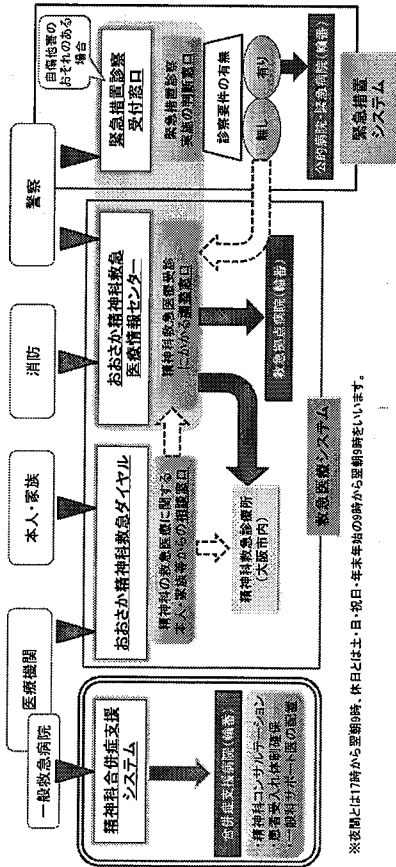 一般救急病院
医療機関
本人・家族
消防
警察
自傷他害の
おそれのある
場合
精神科合併症支援
システム
おおさか精神科救急ダイヤル
おおさか精神科救急
医療情報センター
緊急措置診察
受付窓口
精神科の救急医療に関する
本人・家族等からの相談窓口
精神科救急医療受診
にかかる調整窓口
緊急措置診察
実施の判断窓口
診察要件の有無
無し
有り
合併症支援病院(輪番)
・精神科コンサルテーション
・患者受入れ体制確保
・一般科サポート医の配置
精神科救急診療所
(大阪市内)
救急拠点病院(輪番)
公的病院・緊急病院(輪番)
救急医療システム
緊急措置
システム
※夜間とは17時から翌朝9時、休日とは土・日・祝日・年末年始の9時から翌朝9時をいいます。